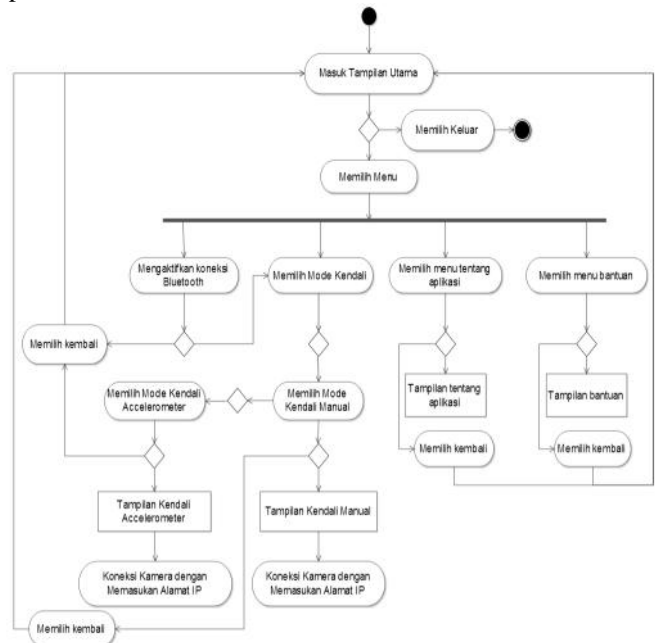 Masuk Tampilan Utama
Memilih Keluar
Memilih Menu
Mengaktifkan koneksi
Bluetooth
Memilih Mode Kendali
Memilih menu tentang
aplikasi
Memilih menu bantuan
Memilih kembali
Memilih Mode Kendali
Accelerometer
Memilih Mode
Kendali Manual
Tampilan tentang
aplikasi
Tampilan bantuan
Memilih kembali
Memilih kembali
Tampilan Kendali
Accelerometer
Tampilan Kendali Manual
Koneksi Kamera dengan
Memasukan Alamat IP
Koneksi Kamera dengan
Memasukan Alamat IP
Memilih kembali